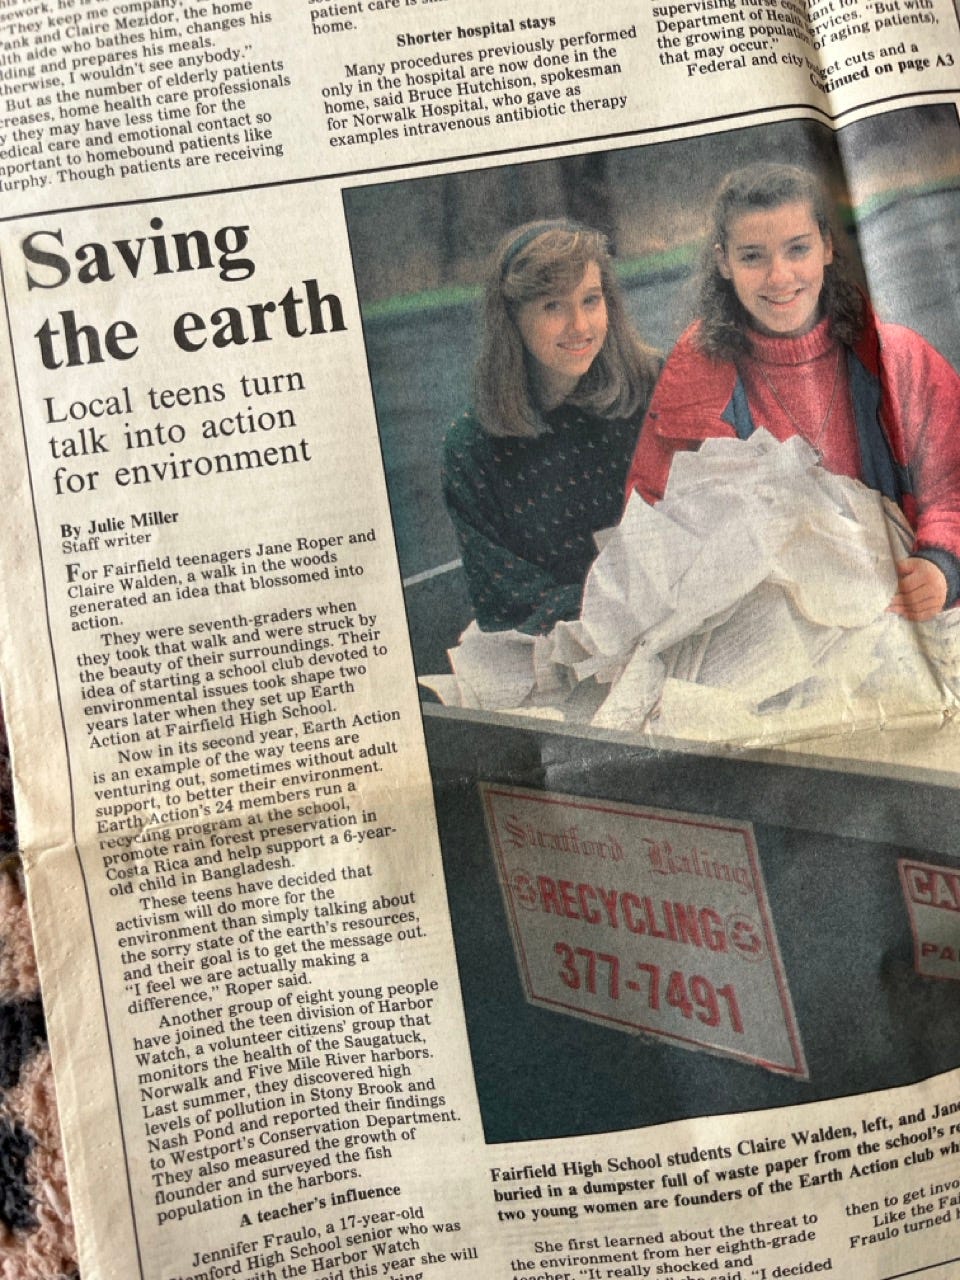 sework, he is
"They keep me company,
ank and Claire Mezidor, the home
alth aide who bathes him, changes his
dding and prepares his meals.
therwise, I wouldn't see anybody."
But as the number of elderly patients
creases, home health care professionals
y they may have less time for the
edical care and emotional contact so
nportant to homebound patients like
Murphy. Though patients are receiving
patient care is
home.
Shorter hospital stays
Many procedures previously performed
only in the hospital are now done in the
home, said Bruce Hutchison, spokesman
for Norwalk Hospital, who gave as
examples intravenous antibiotic therapy
supervising nurse
Department of Health
the growing population
that may occur."
Federal and city budget cuts and a
tant for
ervices. "But with
of aging patients),
Continued on page A3
Saving
the earth
Local teens turn
talk into action
for environment
By Julie Miller
Staff writer
For Fairfield teenagers Jane Roper and
Claire Walden, a walk in the woods
generated an idea that blossomed into
action.
They were seventh-graders when
they took that walk and were struck by
the beauty of their surroundings. Their
idea of starting a school club devoted to
environmental issues took shape two
years later when they set up Earth
Action at Fairfield High School.
Now in its second year, Earth Action
is an example of the way teens are
venturing out, sometimes without adult
support, to better their environment.
Earth Action's 24 members run a
recycling program at the school,
promote rain forest preservation in
Costa Rica and help support a 6-year-
old child in Bangladesh.
These teens have decided that
activism will do more for the
environment than simply talking about
the sorry state of the earth's resources,
and their goal is to get the message out.
"I feel we are actually making a
difference," Roper said.
Another group of eight young people
have joined the teen division of Harbor
Watch, a volunteer citizens' group that
monitors the health of the Saugatuck,
Norwalk and Five Mile River harbors.
Last summer, they discovered high
levels of pollution in Stony Brook and
Nash Pond and reported their findings
to Westport's Conservation Department.
They also measured the growth of
flounder and surveyed the fish
population in the harbors.
A teacher's influence
Jennifer Fraulo, a 17-year-old
amford High School senior who was
with the Harbor Watch
said this year she will
RECYCLING
377-7491
Fairfield High School students Claire Walden, left, and Jane
buried in a dumpster full of waste paper from the school's re
two young women are founders of the Earth Action club wh
She first learned about the threat to
the environment from her eighth-grade
teacher. "It really shocked and
said. "I decided
then to get invo
Like the Fai
Fraulo turned h